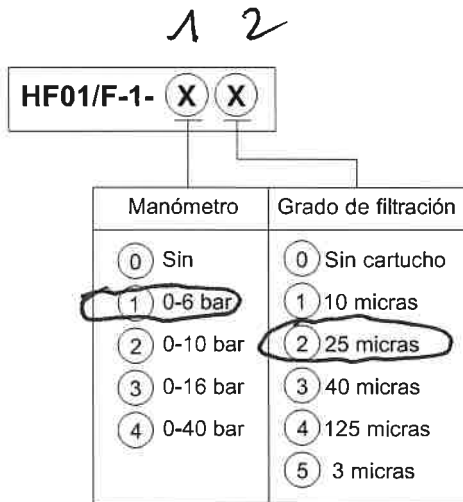 1 2
HF01/F-1- X X
Manómetro Grado de filtración
0 Sin 0 Sin cartucho
1 0-6 bar 1 10 micras
2 0-10 bar 2 25 micras
3 0-16 bar 3 40 micras
4 0-40 bar 4 125 micras
5 3 micras